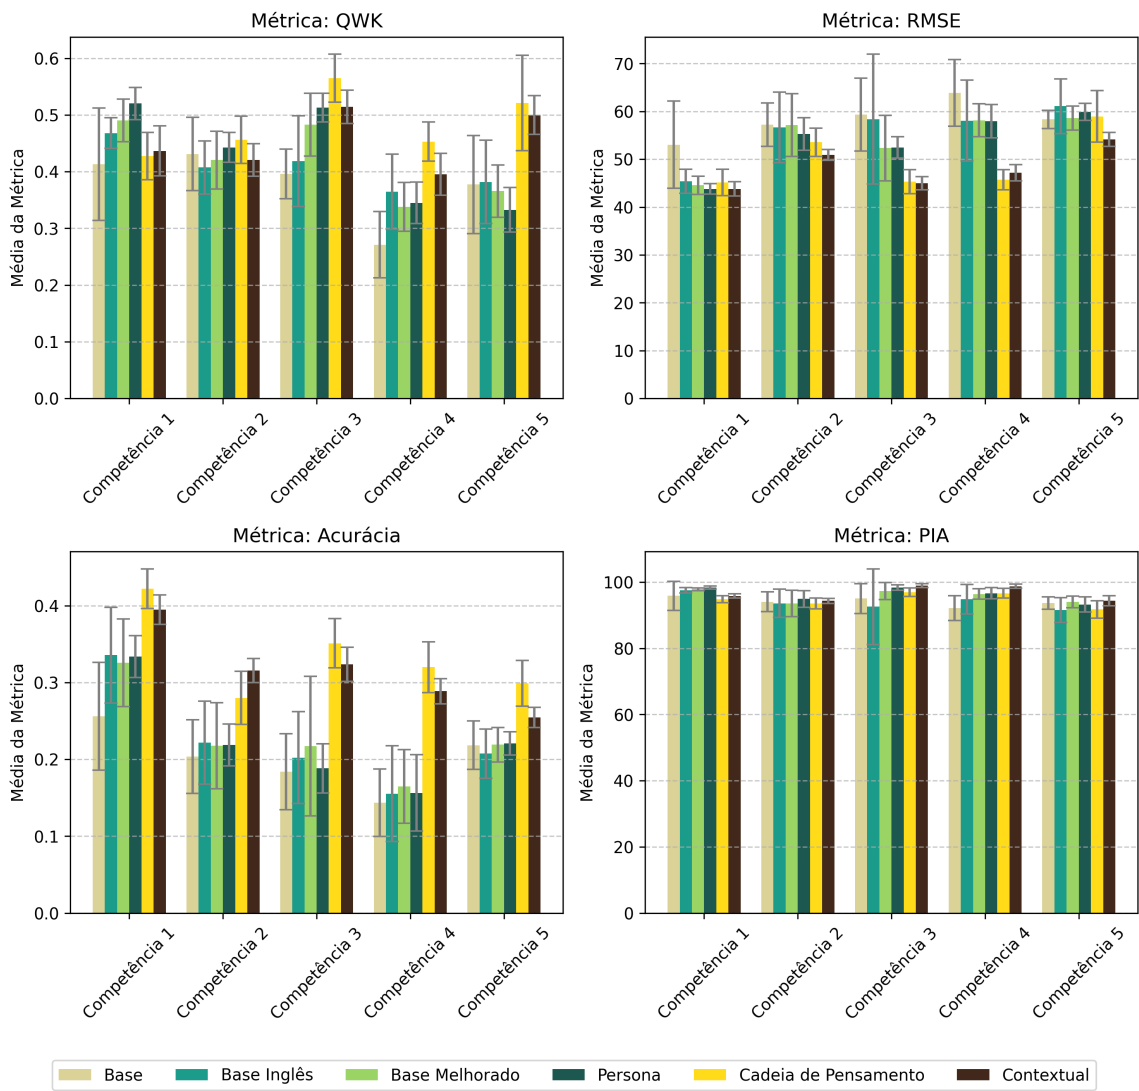 Métrica: QWK
Média da Métrica
0.6
0.5
0.4
0.3
0.2
0.1
0.0
Competência 1
Competência 2
Competência 3
Competência 4
Competência 5
Métrica: RMSE
Média da Métrica
70
60
50
40
30
20
10
0
Competência 1
Competência 2
Competência 3
Competência 4
Competência 5
Métrica: Acurácia
Média da Métrica
0.4
0.3
0.2
0.1
0.0
Competência 1
Competência 2
Competência 3
Competência 4
Competência 5
Métrica: PIA
Média da Métrica
100
80
60
40
20
0
Competência 1
Competência 2
Competência 3
Competência 4
Competência 5
Base Base Inglês Base Melhorado Persona Cadeia de Pensamento Contextual